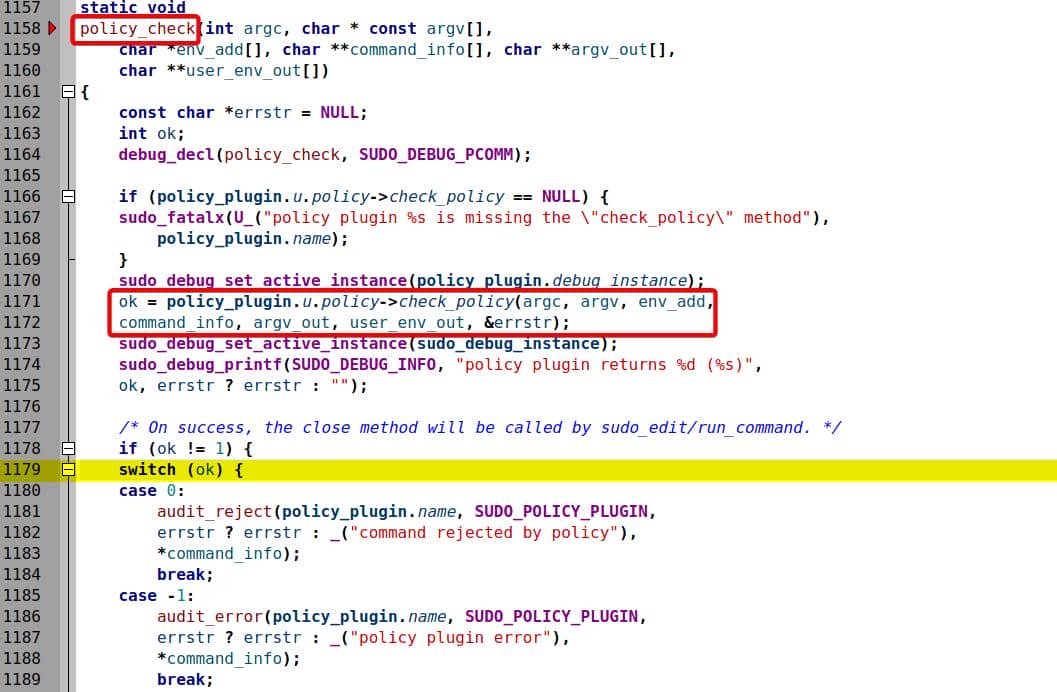 1157 static void
1158 policy_check(int argc, char * const argv[],
1159 char *env_add[], char **command_info[], char **argv_out[],
1160 char **user_env_out[])
1161 {
1162 const char *errstr = NULL;
1163 int ok;
1164 debug_decl(policy_check, SUDO_DEBUG_PCOMM);
1165
1166 if (policy_plugin.u.policy->check_policy == NULL) {
1167 sudo_fatalx(U_("policy plugin %s is missing the \"check_policy\" method"),
1168 policy_plugin.name);
1169 }
1170 sudo_debug_set_active_instance(policy_plugin.debug_instance);
1171 ok = policy_plugin.u.policy->check_policy(argc, argv, env_add,
1172 command_info, argv_out, user_env_out, &errstr);
1173 sudo_debug_set_active_instance(sudo_debug_instance);
1174 sudo_debug_printf(SUDO_DEBUG_INFO, "policy plugin returns %d (%s)",
1175 ok, errstr ? errstr : "");
1176
1177 /* On success, the close method will be called by sudo_edit/run_command. */
1178 if (ok != 1) {
1179 switch (ok) {
1180 case 0:
1181 audit_reject(policy_plugin.name, SUDO_POLICY_PLUGIN,
1182 errstr ? errstr : _("command rejected by policy"),
1183 *command_info);
1184 break;
1185 case -1:
1186 audit_error(policy_plugin.name, SUDO_POLICY_PLUGIN,
1187 errstr ? errstr : _("policy plugin error"),
1188 *command_info);
1189 break;